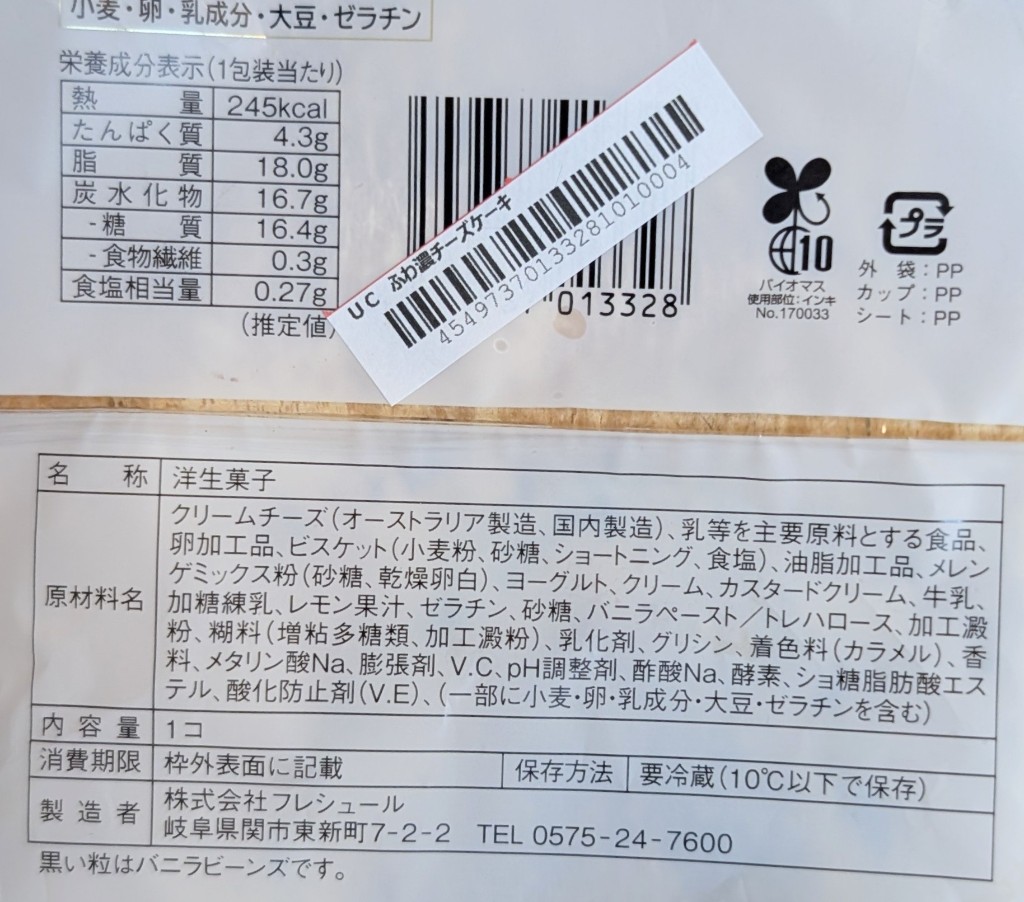 小麦・卵・乳成分・大豆・ゼラチン
栄養成分表示(1包装当たり)
熱量 245kcal
たんぱく質 4.3g
脂質 18.0g
炭水化物 16.7g
-糖質 16.4g
-食物繊維 0.3g
食塩相当量 0.27g
(推定値)
UC ふわ濃チーズケーキ
45497370133281010004
013328
10
バイオマス
使用部位:インキ
No.170033
プラ
外袋:PP
カップ:PP
シート:PP
名称 洋生菓子
原材料名
クリームチーズ(オーストラリア製造、国内製造)、乳等を主要原料とする食品、
卵加工品、ビスケット(小麦粉、砂糖、ショートニング、食塩)、油脂加工品、メレン
ゲミックス粉(砂糖、乾燥卵白)、ヨーグルト、クリーム、カスタードクリーム、牛乳、
加糖練乳、レモン果汁、ゼラチン、砂糖、バニラペースト／トレハロース、加工澱
粉、糊料(増粘多糖類、加工澱粉)、乳化剤、グリシン、着色料(カラメル)、香
料、メタリン酸Na、膨張剤、V.C、pH調整剤、酢酸Na、酵素、ショ糖脂肪酸エス
テル、酸化防止剤(V.E)、(一部に小麦・卵・乳成分・大豆・ゼラチンを含む)
内容量 1コ
消費期限 枠外表面に記載 保存方法 要冷蔵(10℃以下で保存)
製造者
株式会社フレシュール
岐阜県関市東新町7-2-2 TEL 0575-24-7600
黒い粒はバニラビーンズです。